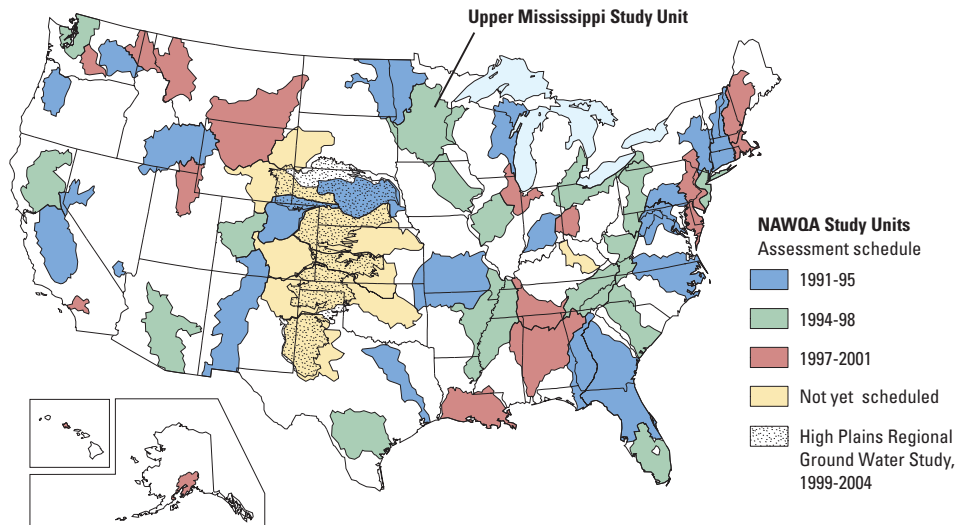 Upper Mississippi Study Unit
NAWQA Study Units
Assessment schedule
1991-95
1994-98
1997-2001
Not yet scheduled
High Plains Regional
Ground Water Study,
1999-2004